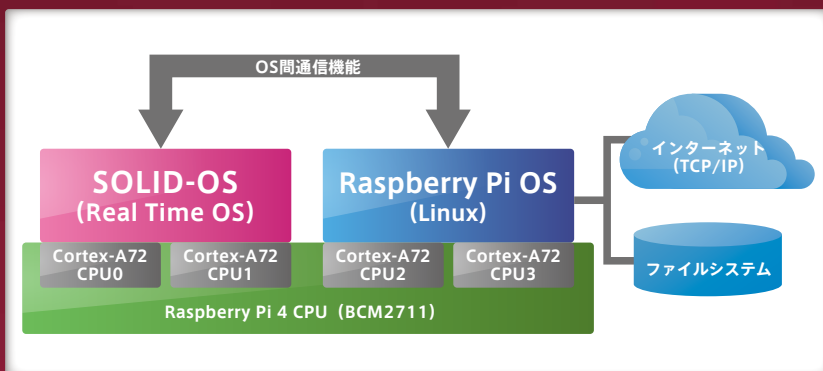 OS間通信機能
SOLID-OS
(Real Time OS)
Raspberry Pi OS
(Linux)
インターネット
(TCP/IP)
Cortex-A72
CPU0
Cortex-A72
CPU1
Cortex-A72
CPU2
Cortex-A72
CPU3
ファイルシステム
Raspberry Pi 4 CPU（BCM2711）